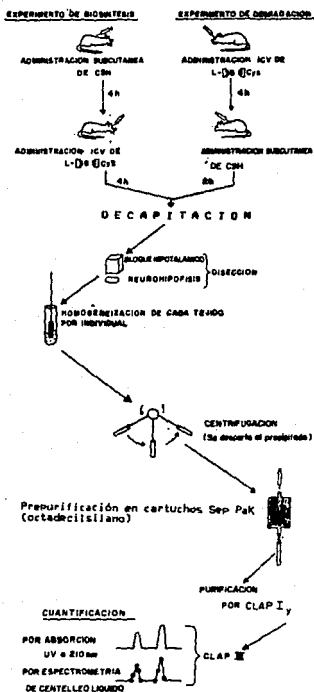 EXPERIMENTO DE BIOSINTESIS
EXPERIMENTO DE DEGRADACION
ADMINISTRACION SUBCUTANEA
DE CSH
ADMINISTRACION ICV DE
L- Cys
4h
4h
ADMINISTRACION ICV DE
L- Cys
ADMINISTRACION SUBCUTANEA
DE CSH
4h
8h
DECAPITACION
BLOQUE HIPOTALAMICO
NEUROHIPOFISIS
DISECCION
HOMOGENEIZACION DE CADA TEJIDO
POR INDIVIDUAL
CENTRIFUGACION
(Se descarta el precipitado)
Prepurificación en cartuchos Sep Pak
(octadecilsilano)
PURIFICACION
POR CLAP I y
CUANTIFICACION
POR ABSORCION
UV = 210 nm
CLAP II
POR ESPECTROMETRIA
DE CENTELLEO LIQUIDO